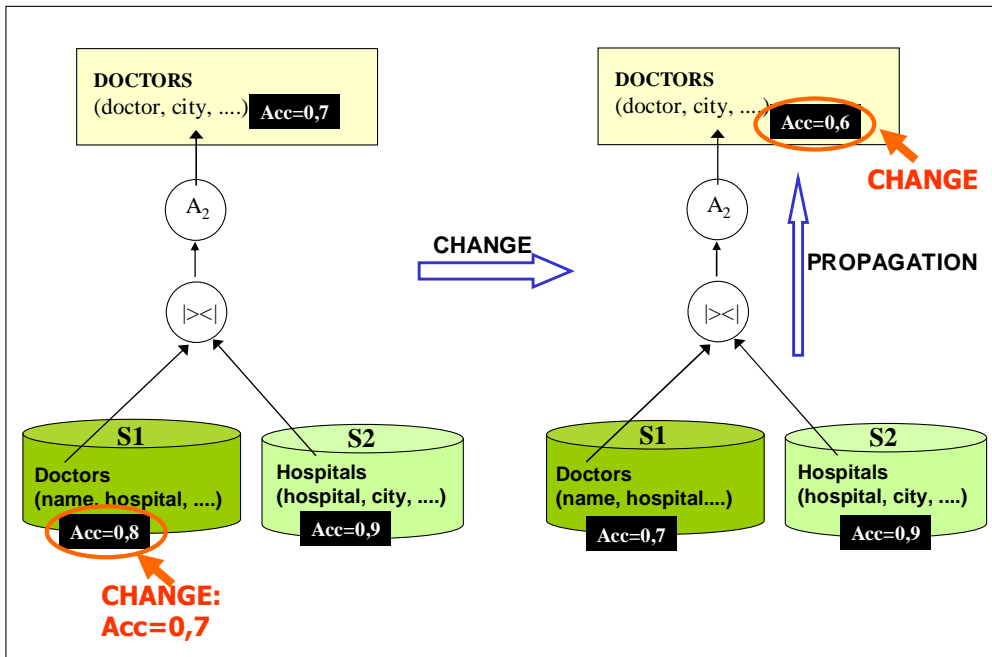 DOCTORS
(doctor, city, ....)
Acc=0,7
A2
|><|
S1
Doctors
(name, hospital, ....)
Acc=0,8
S2
Hospitals
(hospital, city, ....)
Acc=0,9
CHANGE:
Acc=0,7
CHANGE
DOCTORS
(doctor, city, ....)
Acc=0,6
CHANGE
A2
PROPAGATION
|><|
S1
Doctors
(name, hospital....)
Acc=0,7
S2
Hospitals
(hospital, city, ....)
Acc=0,9